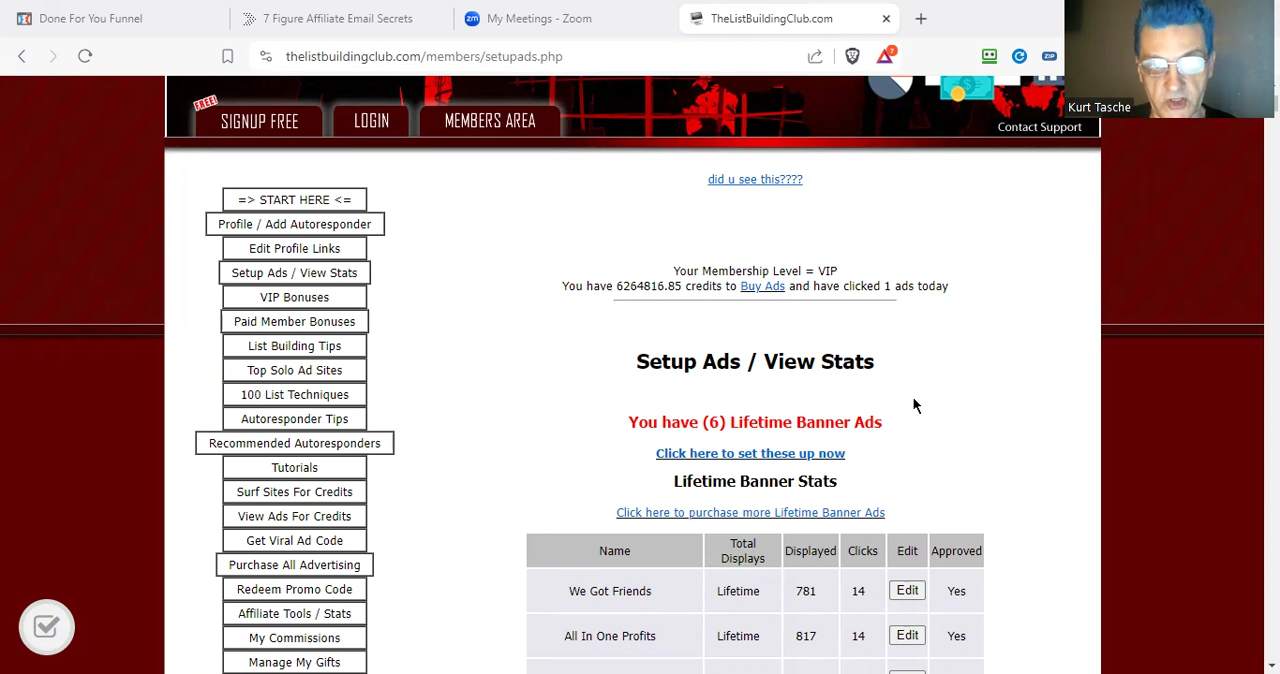 Done For You Funnel
7 Figure Affiliate Email Secrets
zm My Meetings - Zoom
TheListBuildingClub.com
thelistbuildingclub.com/members/setupads.php
7
ZIP
Kurt Tasche
FREE!
SIGNUP FREE
LOGIN
MEMBERS AREA
Contact Support
did u see this????
=> START HERE <=
Profile / Add Autoresponder
Edit Profile Links
Setup Ads / View Stats
VIP Bonuses
Paid Member Bonuses
List Building Tips
Top Solo Ad Sites
100 List Techniques
Autoresponder Tips
Recommended Autoresponders
Tutorials
Surf Sites For Credits
View Ads For Credits
Get Viral Ad Code
Purchase All Advertising
Redeem Promo Code
Affiliate Tools / Stats
My Commissions
Manage My Gifts
Your Membership Level = VIP
You have 6264816.85 credits to Buy Ads and have clicked 1 ads today
Setup Ads / View Stats
You have (6) Lifetime Banner Ads
Click here to set these up now
Lifetime Banner Stats
Click here to purchase more Lifetime Banner Ads
Name Total Displays Displayed Clicks Edit Approved
We Got Friends Lifetime 781 14 Edit Yes
All In One Profits Lifetime 817 14 Edit Yes